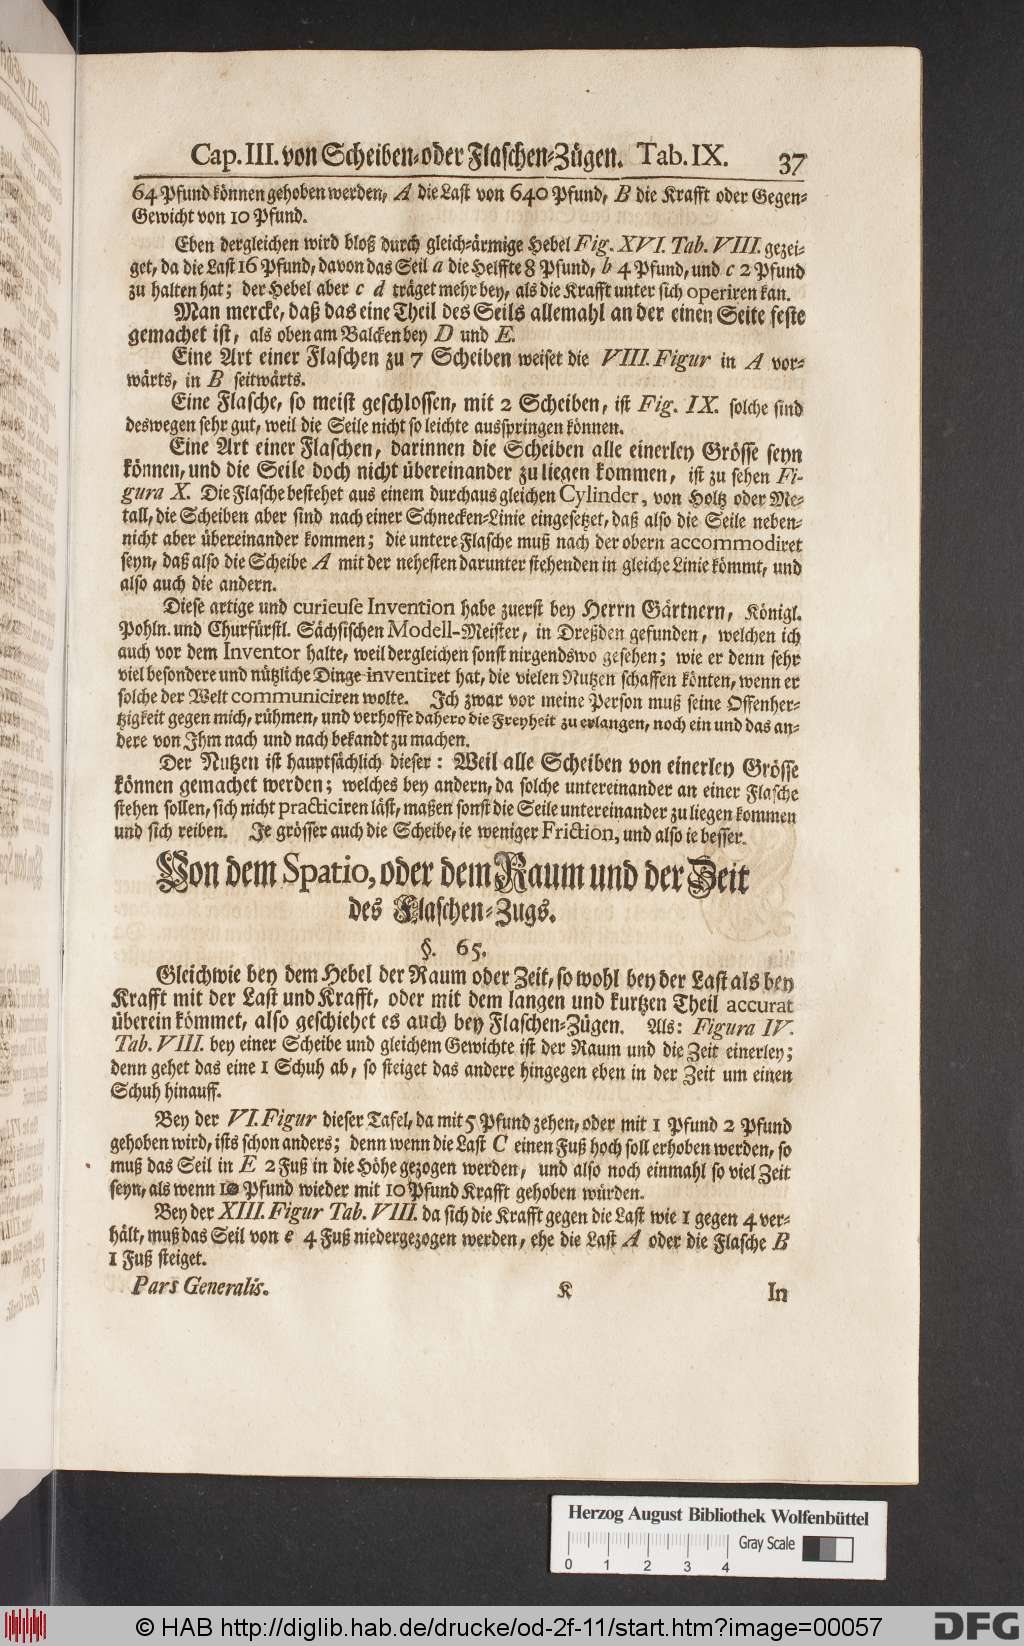 Cap. III. von Scheiben- oder Flaschen-Zügen. Tab. IX. 37
64 Pfund können gehoben werden, A die Last von 640 Pfund, B die Krafft oder Gegen-
Gewicht von 10 Pfund.
Eben dergleichen wird bloß durch gleich-ärmige Hebel Fig. XVI. Tab. VIII. gezei-
get, da die Last 16 Pfund, davon das Seil a die Helffte 8 Pfund, b 4 Pfund, und c 2 Pfund
zu halten hat; der Hebel aber c d träget mehr bey, als die Krafft unter sich operiren kan.
Man mercke, daß das eine Theil des Seils allemahl an der einen Seite feste
gemachet ist, als oben am Balcken bey D und E.
Eine Art einer Flaschen zu 7 Scheiben weiset die VIII. Figur in A vor-
wärts, in B seitwärts.
Eine Flasche, so meist geschlossen, mit 2 Scheiben, ist Fig. IX. solche sind
deswegen sehr gut, weil die Seile nicht so leichte ausspringen können.
Eine Art einer Flaschen, darinnen die Scheiben alle einerley Grösse seyn
können, und die Seile doch nicht übereinander zu liegen kommen, ist zu sehen Fi-
gura X. Die Flasche bestehet aus einem durchaus gleichen Cylinder, von Holtz oder Me-
tall, die Scheiben aber sind nach einer Schnecken-Linie eingesetzet, daß also die Seile neben-
nicht aber übereinander kommen; die untere Flasche muß nach der obern accommodiret
seyn, daß also die Scheibe A mit der nehesten darunter stehenden in gleiche Linie kömmt, und
also auch die andern.
Diese artige und curieuse Invention habe zuerst bey Herrn Gärtnern, Königl.
Pohln. und Churfürstl. Sächsischen Modell-Meister, in Dreßden gefunden, welchen ich
auch vor dem Inventor halte, weil dergleichen sonst nirgendswo gesehen; wie er denn sehr
viel besondere und nützliche Dinge inventiret hat, die vielen Nutzen schaffen könten, wenn er
solche der Welt communiciren wolte. Ich zwar vor meine Person muß seine Offenher-
tzigkeit gegen mich, rühmen, und verhoffe dahero die Freyheit zu erlangen, noch ein und das an-
dere von Ihm nach und nach bekandt zu machen.
Der Nutzen ist hauptsächlich dieser: Weil alle Scheiben von einerley Grösse
können gemachet werden; welches bey andern, da solche untereinander an einer Flasche
stehen sollen, sich nicht practiciren läst, maßen sonst die Seile untereinander zu liegen kommen
und sich reiben. Je grösser auch die Scheibe, ie weniger Friction, und also ie besser.
Von dem Spatio, oder dem Raum und der Zeit
des Flaschen-Zugs.
§. 65.
Gleichwie bey dem Hebel der Raum oder Zeit, so wohl bey der Last als bey
Krafft mit der Last und Krafft, oder mit dem langen und kurtzen Theil accurat
überein kömmet, also geschiehet es auch bey Flaschen-Zügen. Als: Figura IV.
Tab. VIII. bey einer Scheibe und gleichem Gewichte ist der Raum und die Zeit einerley;
denn gehet das eine 1 Schuh ab, so steiget das andere hingegen eben in der Zeit um einen
Schuh hinauff.
Bey der VI. Figur dieser Tafel, da mit 5 Pfund zehen, oder mit 1 Pfund 2 Pfund
gehoben wird, ists schon anders; denn wenn die Last C einen Fuß hoch soll erhoben werden, so
muß das Seil in E 2 Fuß in die Höhe gezogen werden, und also noch einmahl so viel Zeit
seyn, als wenn 10 Pfund wieder mit 10 Pfund Krafft gehoben würden.
Bey der XIII. Figur Tab. VIII. da sich die Krafft gegen die Last wie 1 gegen 4 ver-
hält, muß das Seil von e 4 Fuß niedergezogen werden, ehe die Last A oder die Flasche B
1 Fuß steiget.
Pars Generalis. K In
Herzog August Bibliothek Wolfenbüttel
Gray Scale
0 1 2 3 4
© HAB http://diglib.hab.de/drucke/od-2f-11/start.htm?image=00057
DFG